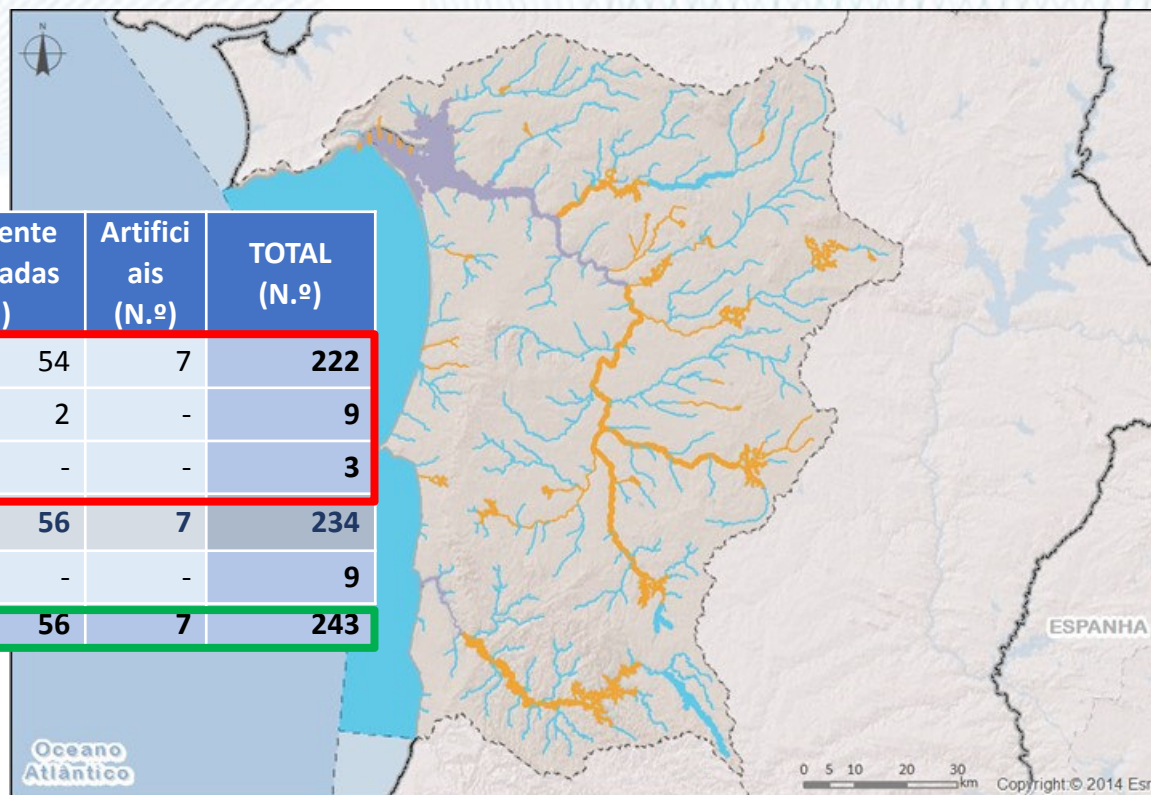 N
ente Artifici TOTAL
adas ais (N.º)
) (N.º)
54 7 222
2 - 9
- - 3
56 7 234
- - 9
56 7 243
ESPANHA
Oceano
Atlântico
0 5 10 20 30
km Copyright:© 2014 Esr